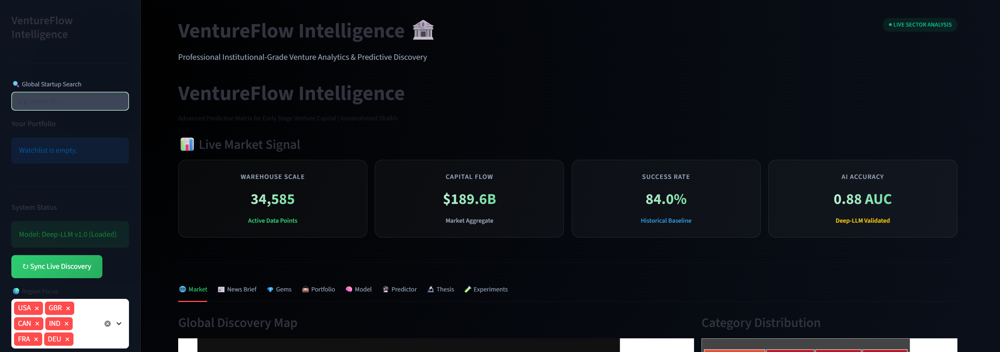 VentureFlow
Intelligence
Global Startup Search
e.g. Acme AI...
Your Portfolio
Watchlist is empty.
System Status
Model: Deep-LLM v1.0 (Loaded)
↻ Sync Live Discovery
Region Focus
USA × GBR ×
CAN × IND ×
FRA × DEU ×
VentureFlow Intelligence
● LIVE SECTOR ANALYSIS
Professional Institutional-Grade Venture Analytics & Predictive Discovery
VentureFlow Intelligence
Advanced Predictive Matrix for Early Stage Venture Capital | Annanahmed Shaikh
Live Market Signal
WAREHOUSE SCALE
34,585
Active Data Points
CAPITAL FLOW
$189.6B
Market Aggregate
SUCCESS RATE
84.0%
Historical Baseline
AI ACCURACY
0.88 AUC
Deep-LLM Validated
Market News Brief Gems Portfolio Model Predictor Thesis Experiments
Global Discovery Map
Category Distribution